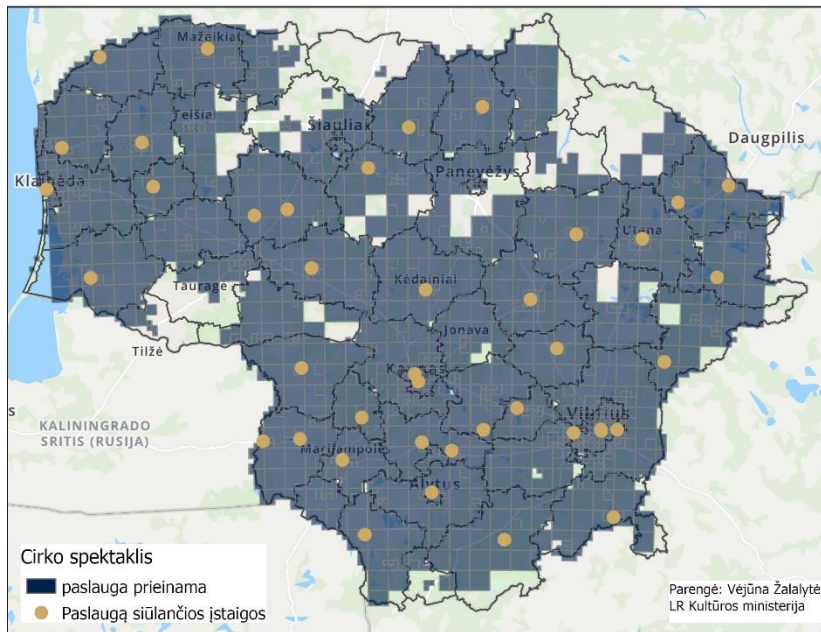 Mažeikiai
Telšiai
Šiauliai
Daugpilis
Klaipėda
Panevėžys
Utena
Tauragė
Kėdainiai
Jonava
Tilžė
Kaunas
Vilnius
KALININGRADO
SRITIS (RUSIJA)
Marijampolė
Alytus
Cirko spektaklis
paslauga prieinama
Paslaugą siūlančios įstaigos
Parengė: Vėjūna Žalalytė
LR Kultūros ministerija